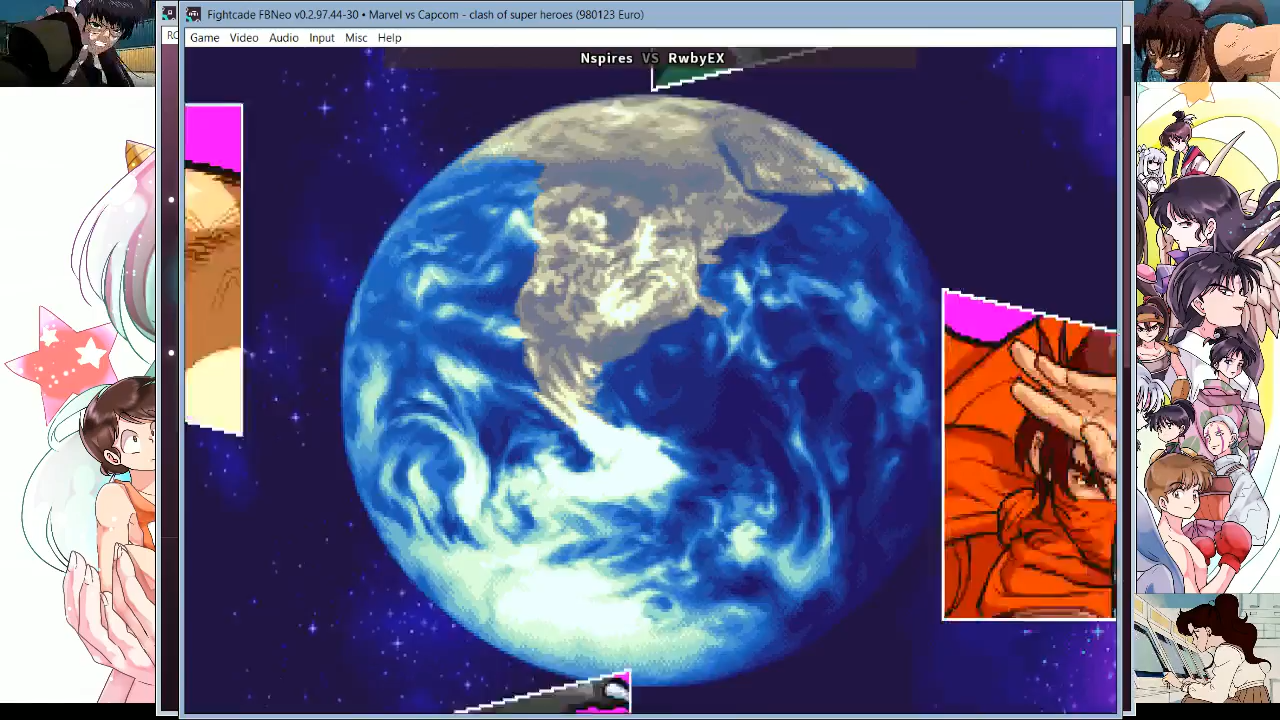 Fightcade FBNeo v0.2.97.44-30 • Marvel vs Capcom - clash of super heroes (980123 Euro)
RO
Game Video Audio Input Misc Help
Nspires VS RwbyEX